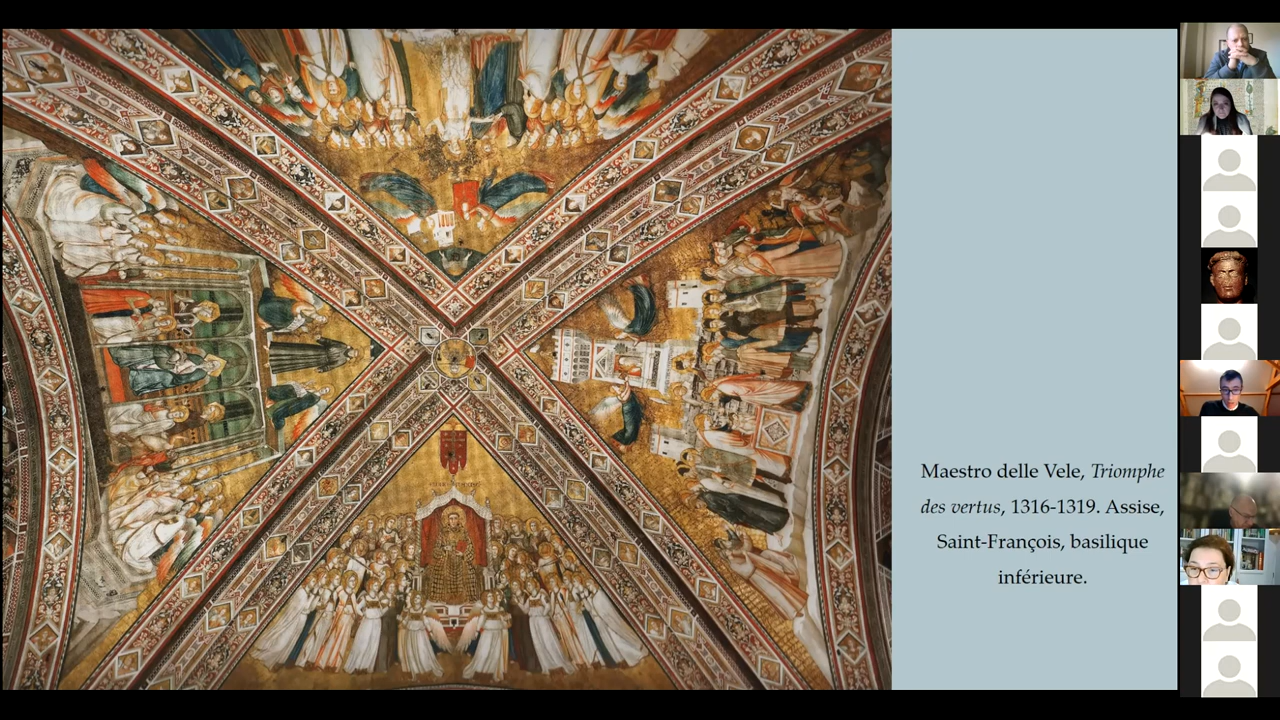 Maestro delle Vele, Triomphe
des vertus, 1316-1319. Assise,
Saint-François, basilique
inférieure.